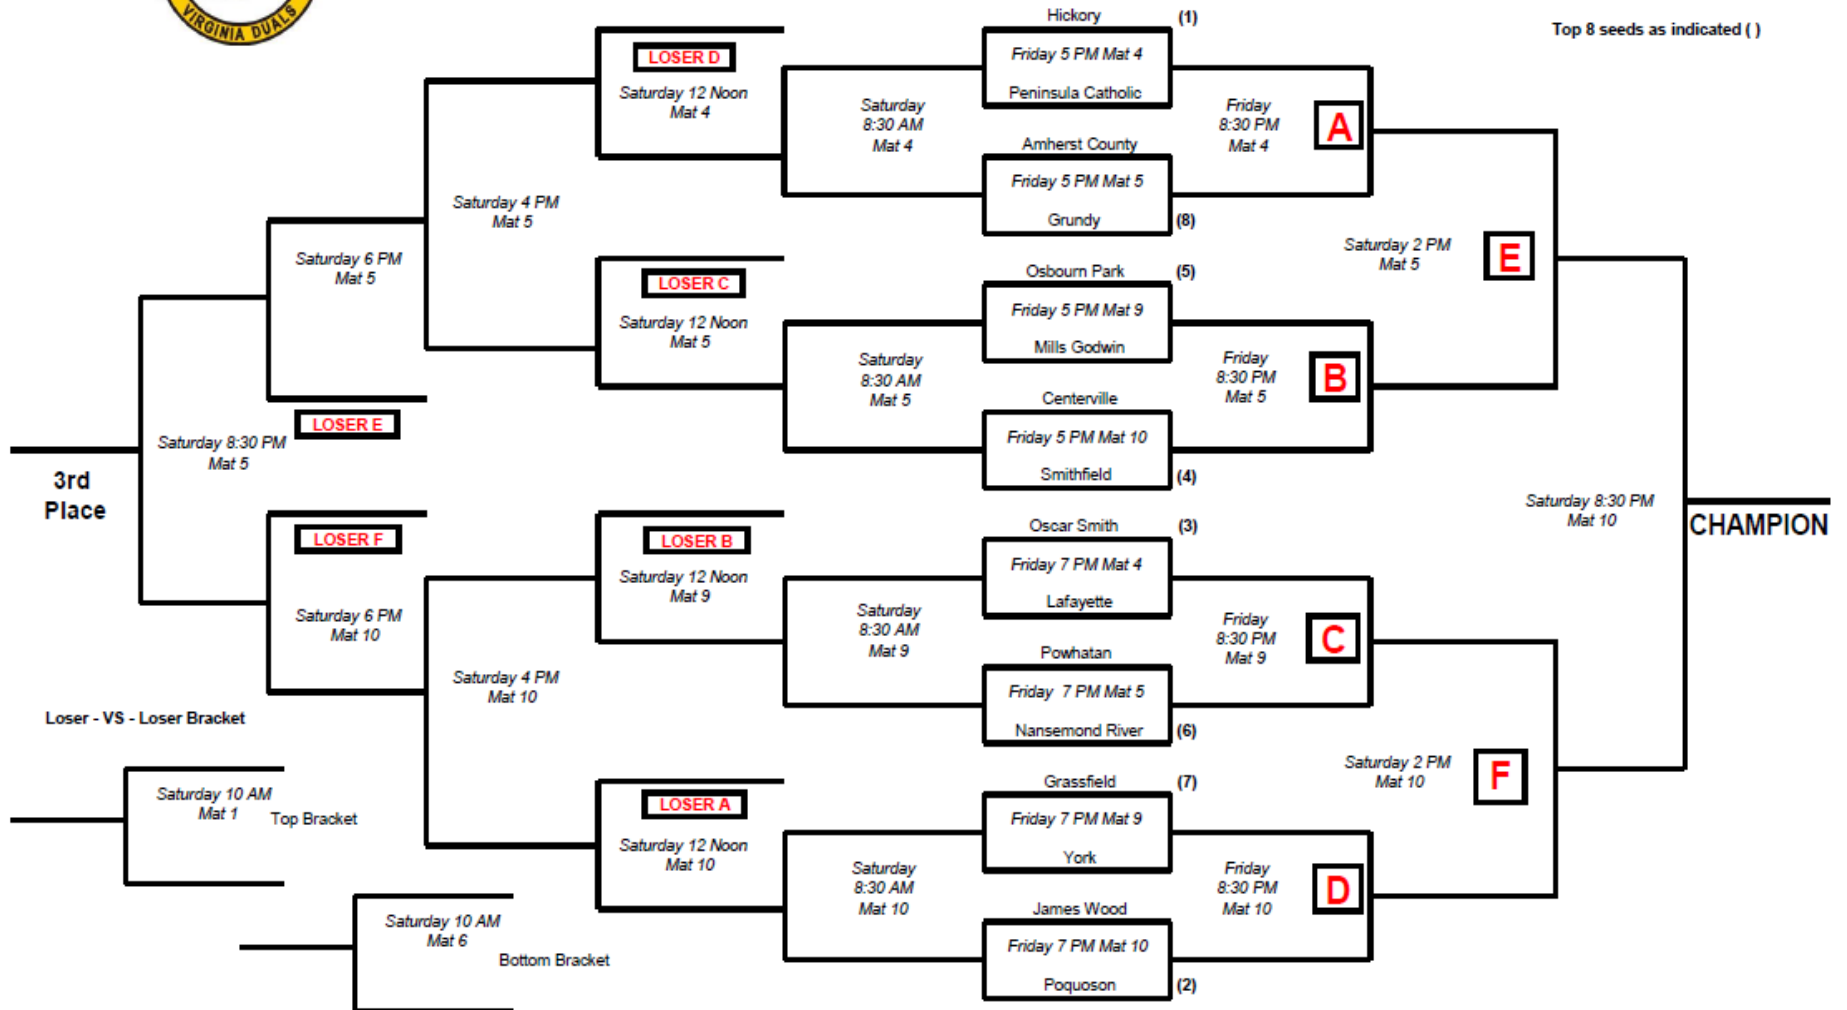 VIRGINIA DUALS
Top 8 seeds as indicated ( )
Hickory (1)
Friday 5 PM Mat 4
Peninsula Catholic
Amherst County
Friday 5 PM Mat 5
Grundy (8)
Osbourn Park (5)
Friday 5 PM Mat 9
Mills Godwin
Centerville
Friday 5 PM Mat 10
Smithfield (4)
Oscar Smith (3)
Friday 7 PM Mat 4
Lafayette
Powhatan
Friday 7 PM Mat 5
Nansemond River (6)
Grassfield (7)
Friday 7 PM Mat 9
York
James Wood
Friday 7 PM Mat 10
Poquoson (2)
Friday
8:30 PM
Mat 4
A
Friday
8:30 PM
Mat 5
B
Friday
8:30 PM
Mat 9
C
Friday
8:30 PM
Mat 10
D
Saturday 2 PM
Mat 5
E
Saturday 2 PM
Mat 10
F
Saturday 8:30 PM
Mat 10
CHAMPION
Saturday
8:30 AM
Mat 4
Saturday
8:30 AM
Mat 5
Saturday
8:30 AM
Mat 9
Saturday
8:30 AM
Mat 10
LOSER D
Saturday 12 Noon
Mat 4
LOSER C
Saturday 12 Noon
Mat 5
LOSER B
Saturday 12 Noon
Mat 9
LOSER A
Saturday 12 Noon
Mat 10
Saturday 4 PM
Mat 5
Saturday 4 PM
Mat 10
Saturday 6 PM
Mat 5
LOSER E
LOSER F
Saturday 6 PM
Mat 10
Saturday 8:30 PM
Mat 5
3rd
Place
Loser - VS - Loser Bracket
Saturday 10 AM
Mat 1
Top Bracket
Saturday 10 AM
Mat 6
Bottom Bracket